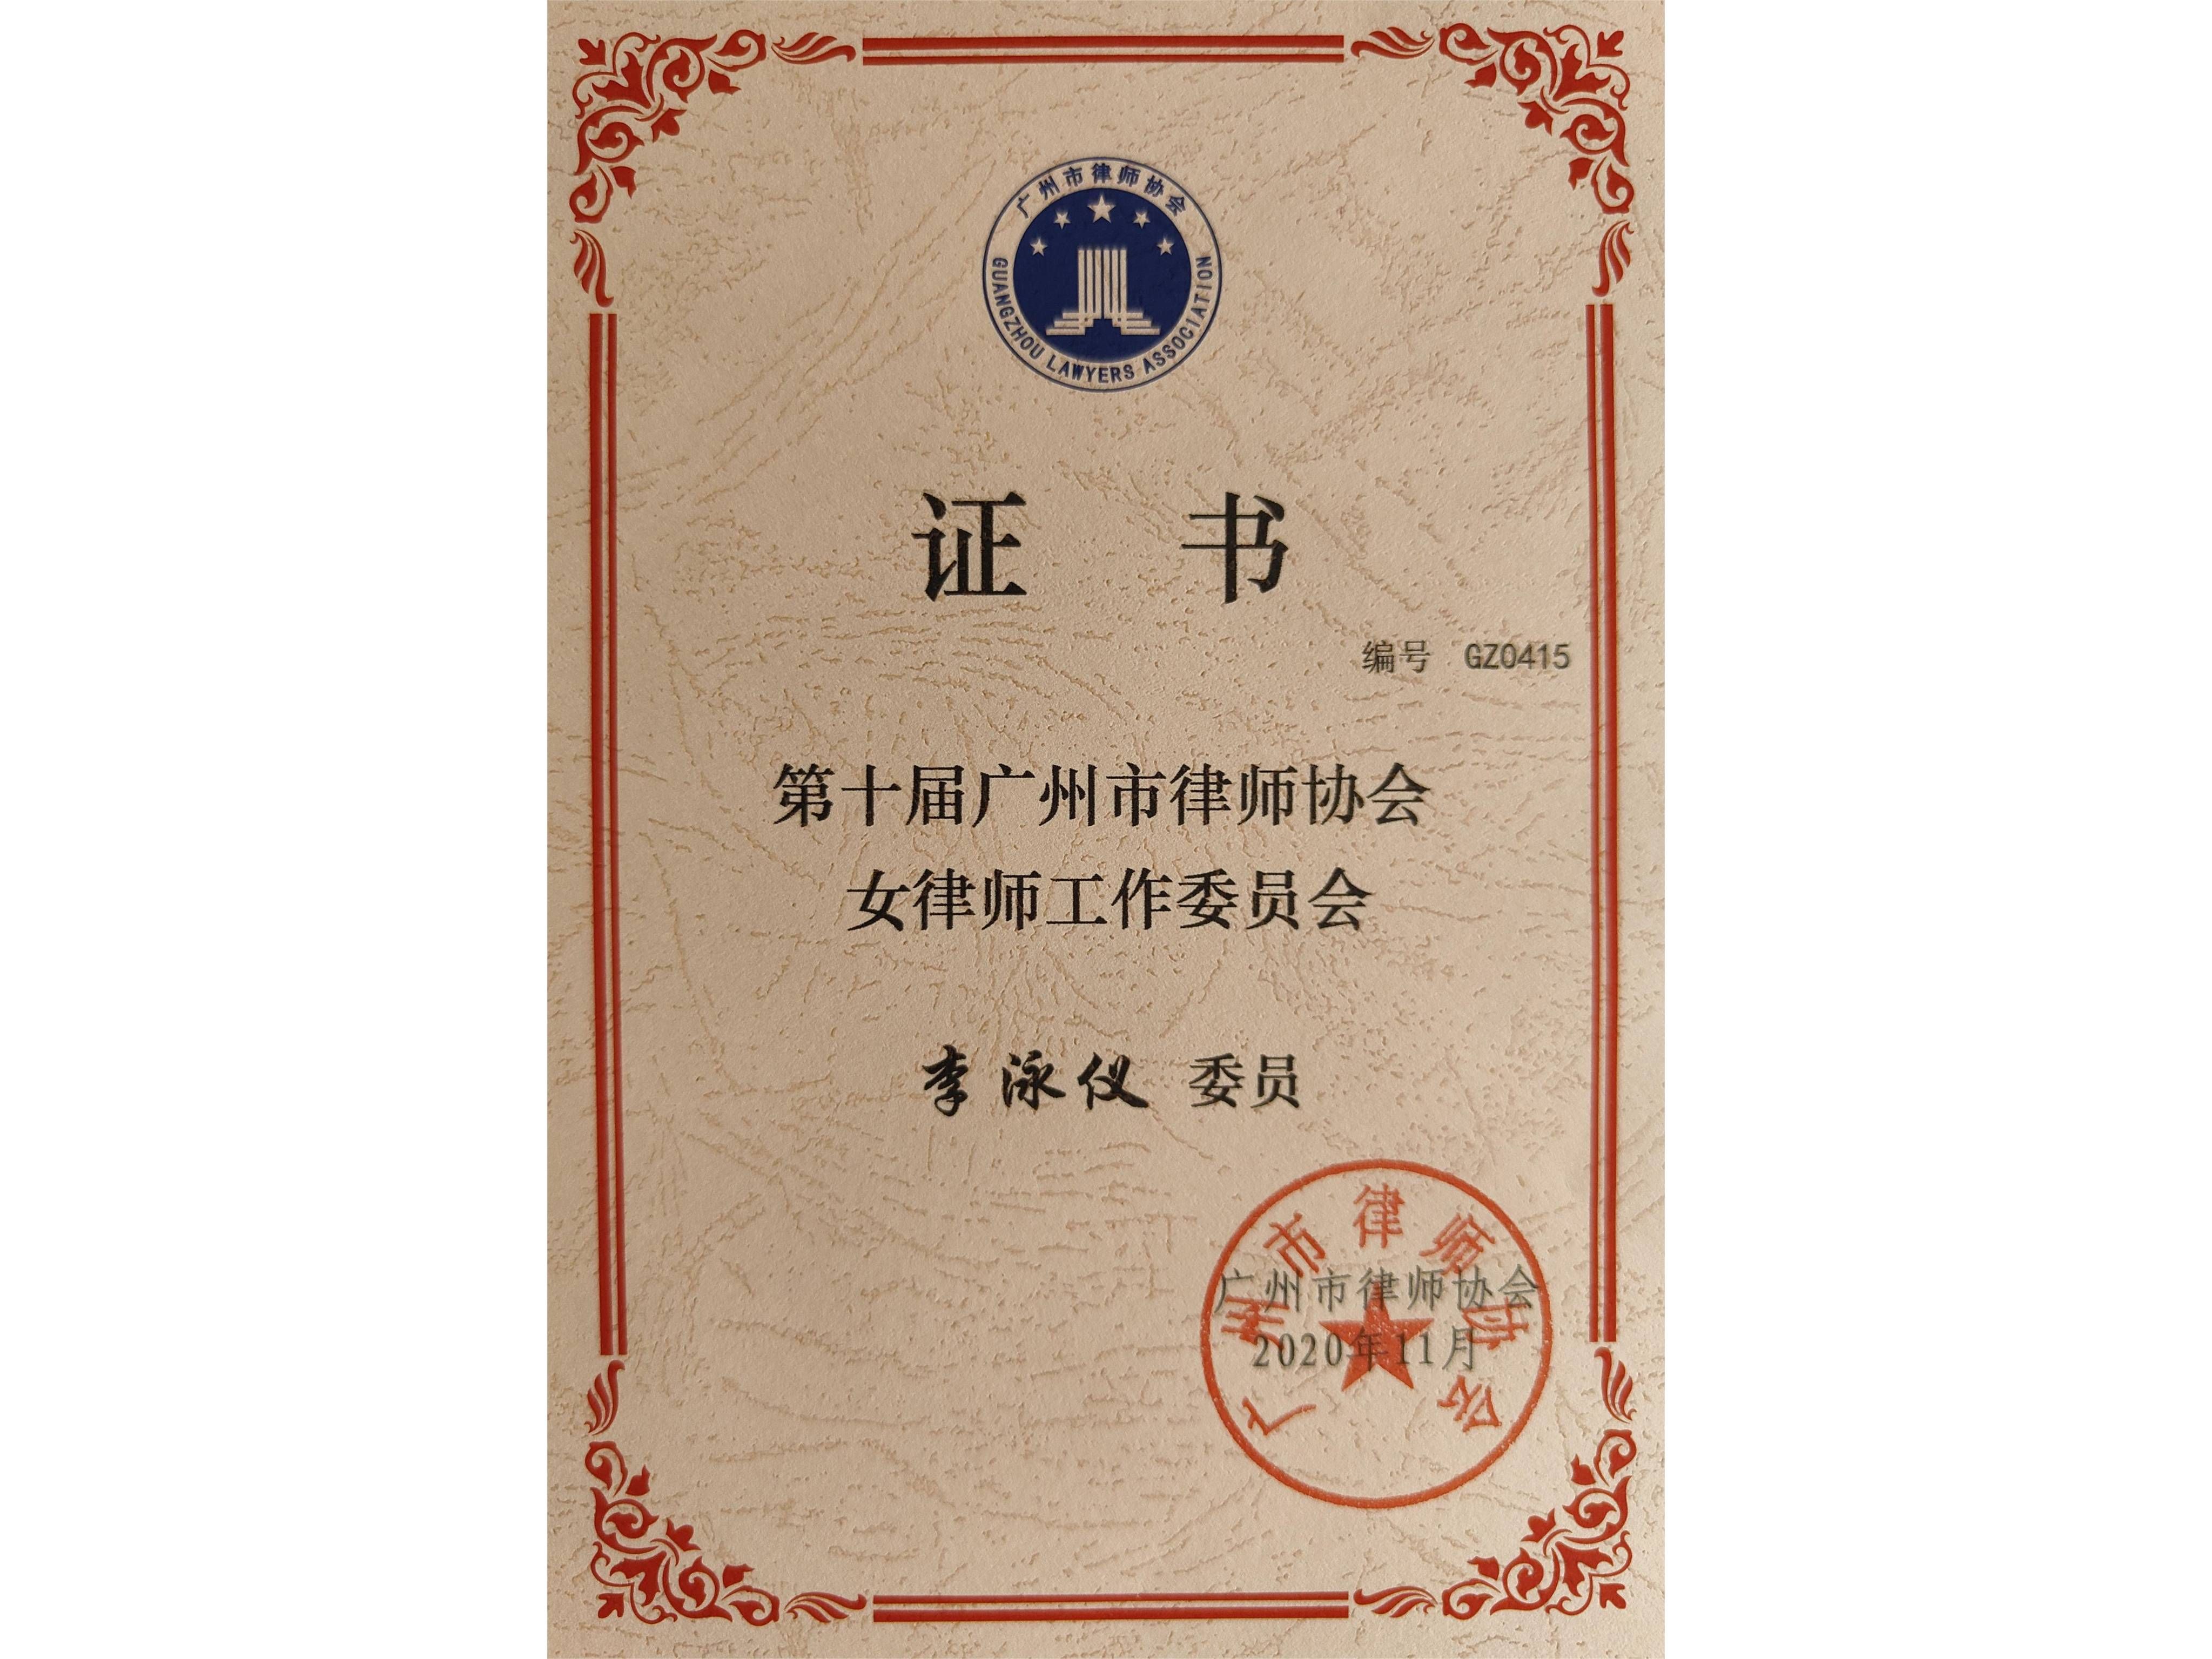 广州市律师协会
GUANGZHOU LAWYERS ASSOCIATION
证 书
编号 GZ0415
第十届广州市律师协会
女律师工作委员会
李泳仪 委员
广州市律师协会
广州市律师协会
2020年11月